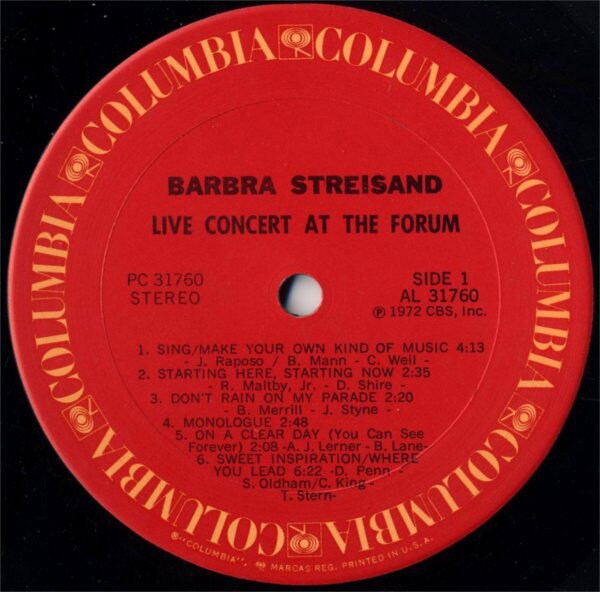 COLUMBIA COLUMBIA COLUMBIA COLUMBIA COLUMBIA COLUMBIA
BARBRA STREISAND
LIVE CONCERT AT THE FORUM
PC 31760
STEREO
SIDE 1
AL 31760
℗ 1972 CBS, Inc.
1. SING/MAKE YOUR OWN KIND OF MUSIC 4:13
- J. Raposo / B. Mann - C. Weil -
2. STARTING HERE, STARTING NOW 2:35
- R. Maltby, Jr. - D. Shire -
3. DON'T RAIN ON MY PARADE 2:20
- B. Merrill - J. Styne -
4. MONOLOGUE 2:48
5. ON A CLEAR DAY (You Can See
Forever) 2:08 -A. J. Lerner - B. Lane-
6. SWEET INSPIRATION/WHERE
YOU LEAD 6:22 -D. Penn -
S. Oldham/C. King -
T. Stern-
®"COLUMBIA", MARCAS REG. PRINTED IN U.S.A.